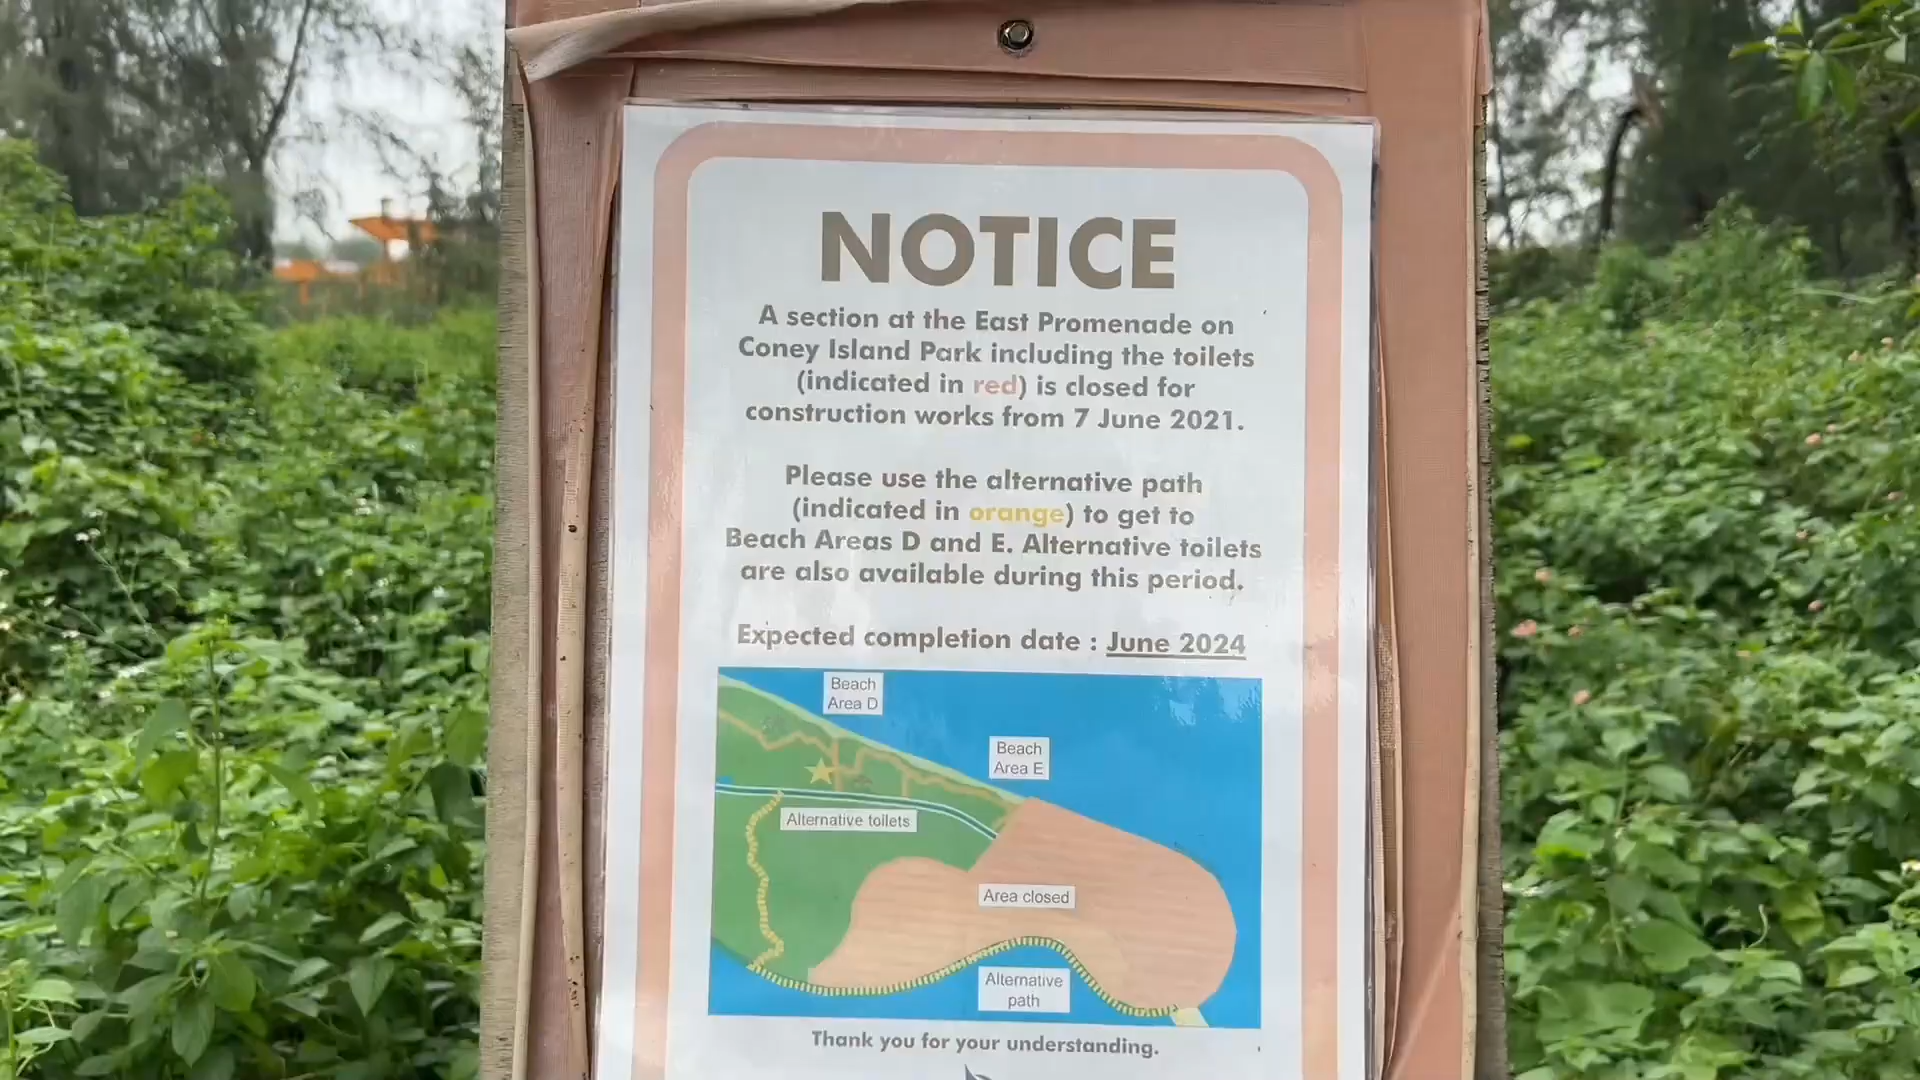 NOTICE
A section at the East Promenade on
Coney Island Park including the toilets
(indicated in red) is closed for
construction works from 7 June 2021.
Please use the alternative path
(indicated in orange) to get to
Beach Areas D and E. Alternative toilets
are also available during this period.
Expected completion date : June 2024
Beach
Area D
Beach
Area E
Alternative toilets
Area closed
Alternative
path
Thank you for your understanding.